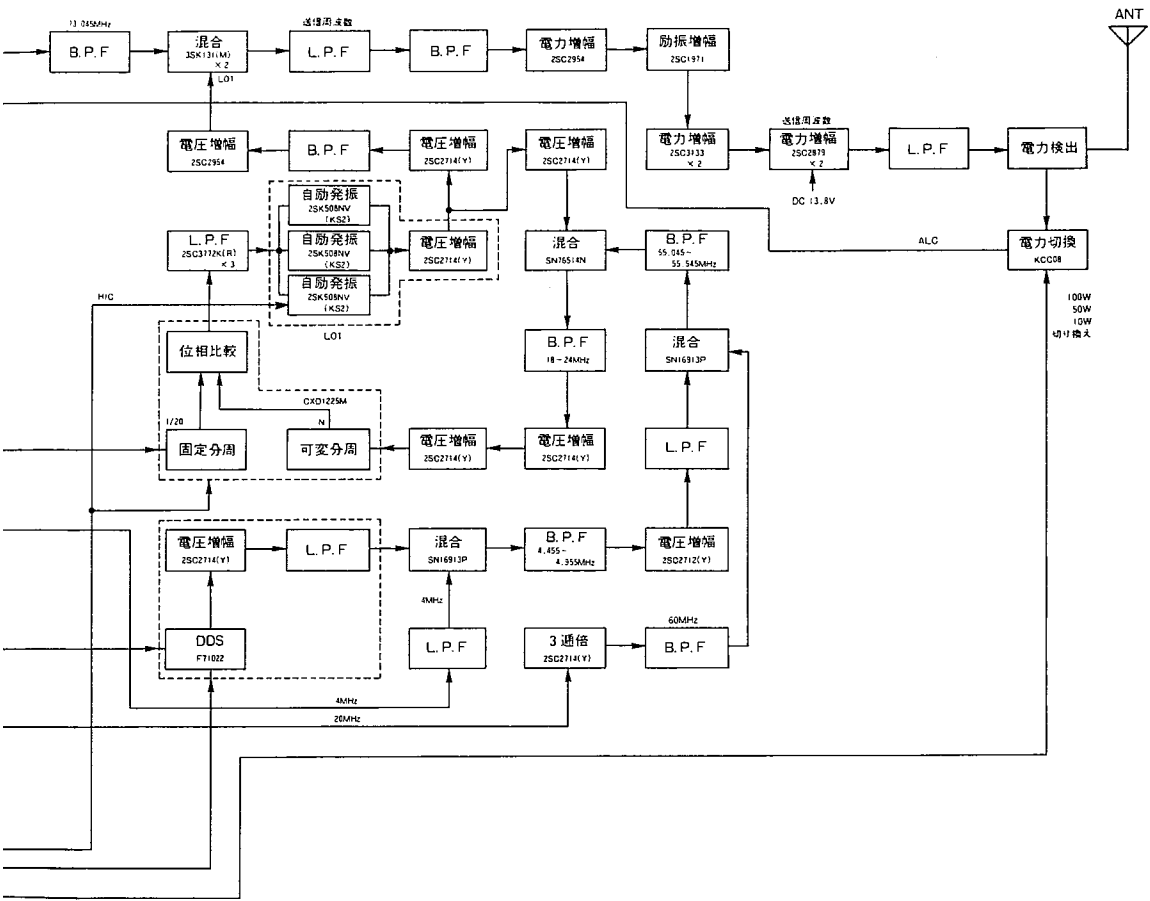 ANT
73.045MHz
B.P.F
混合
3SK131(M)
×2
LO1
送信周波数
L.P.F
B.P.F
電力増幅
2SC2954
励振増幅
2SC1971
電圧増幅
2SC2954
B.P.F
電圧増幅
2SC2714(Y)
電圧増幅
2SC2714(Y)
電力増幅
2SC3133
×2
送信周波数
電力増幅
2SC2879
×2
DC 13.8V
L.P.F
電力検出
自励発振
2SK508NV
(KS2)
自励発振
2SK508NV
(KS2)
自励発振
2SK508NV
(KS2)
LO1
L.P.F
2SC3772K(R)
×3
電圧増幅
2SC2714(Y)
混合
SN76514N
B.P.F
55.045~
55.545MHz
ALC
電力切換
KCC08
100W
50W
10W
切り換え
位相比較
B.P.F
18~24MHz
混合
SN16913P
CXD1225M
1/20
N
固定分周
可変分周
電圧増幅
2SC2714(Y)
電圧増幅
2SC2714(Y)
L.P.F
電圧増幅
2SC2714(Y)
L.P.F
混合
SN16913P
B.P.F
4.455~
4.955MHz
電圧増幅
2SC2712(Y)
4MHz
60MHz
DDS
F71022
L.P.F
3逓倍
2SC2714(Y)
B.P.F
4MHz
20MHz